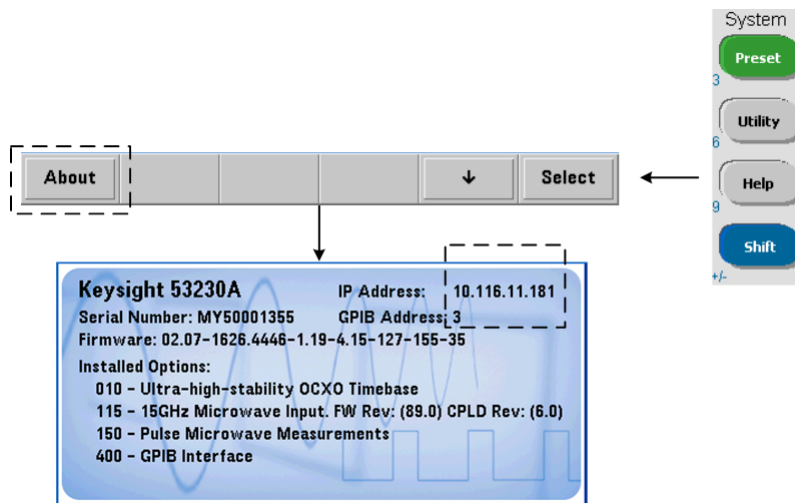 System
Preset
3
Utility
6
Help
9
Shift
+/-
About
↓
Select
Keysight 53230A
IP Address: 10.116.11.181
Serial Number: MY50001355
GPIB Address: 3
Firmware: 02.07-1626.4446-1.19-4.15-127-155-35
Installed Options:
010 - Ultra-high-stability OCXO Timebase
115 - 15GHz Microwave Input. FW Rev: (89.0) CPLD Rev: (6.0)
150 - Pulse Microwave Measurements
400 - GPIB Interface